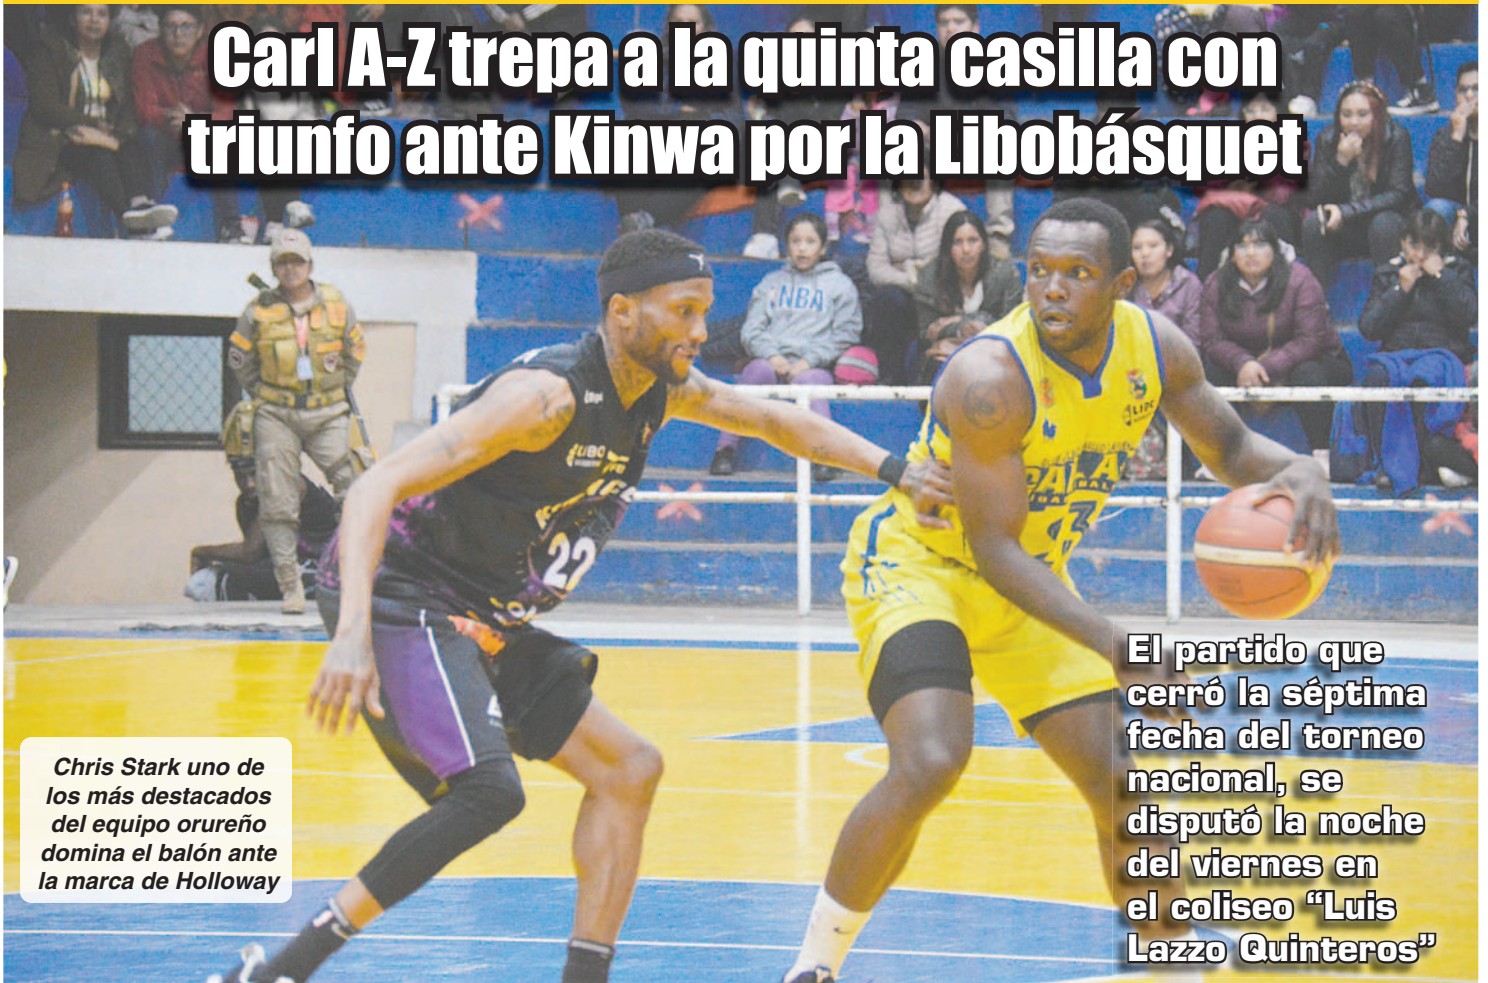 Carl A-Z trepa a la quinta casilla con
triunfo ante Kinwa por la Libobásquet
NBA
22
3
El partido que
cerró la séptima
fecha del torneo
nacional, se
disputó la noche
del viernes en
el coliseo “Luis
Lazzo Quinteros”
Chris Stark uno de
los más destacados
del equipo orureño
domina el balón ante
la marca de Holloway